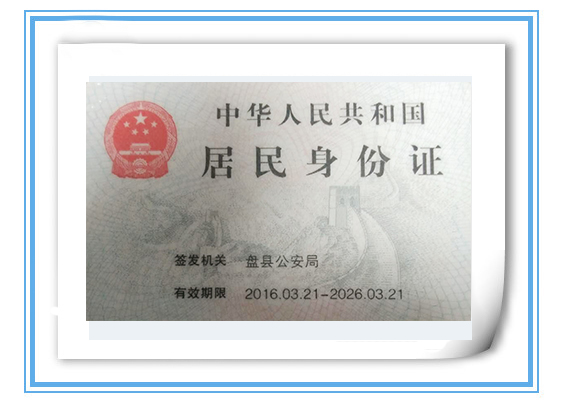 中华人民共和国
居民身份证
签发机关 盘县公安局
有效期限 2016.03.21-2026.03.21